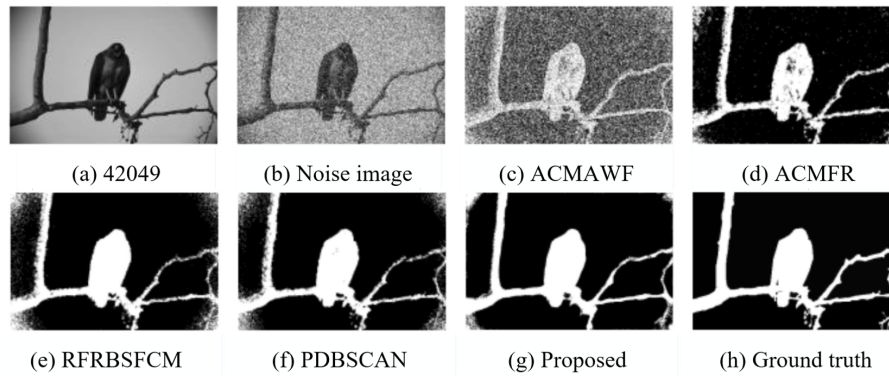 (a) 42049 (b) Noise image (c) ACMAWF (d) ACMFR
(e) RFRBSFCM (f) PDBSCAN (g) Proposed (h) Ground truth